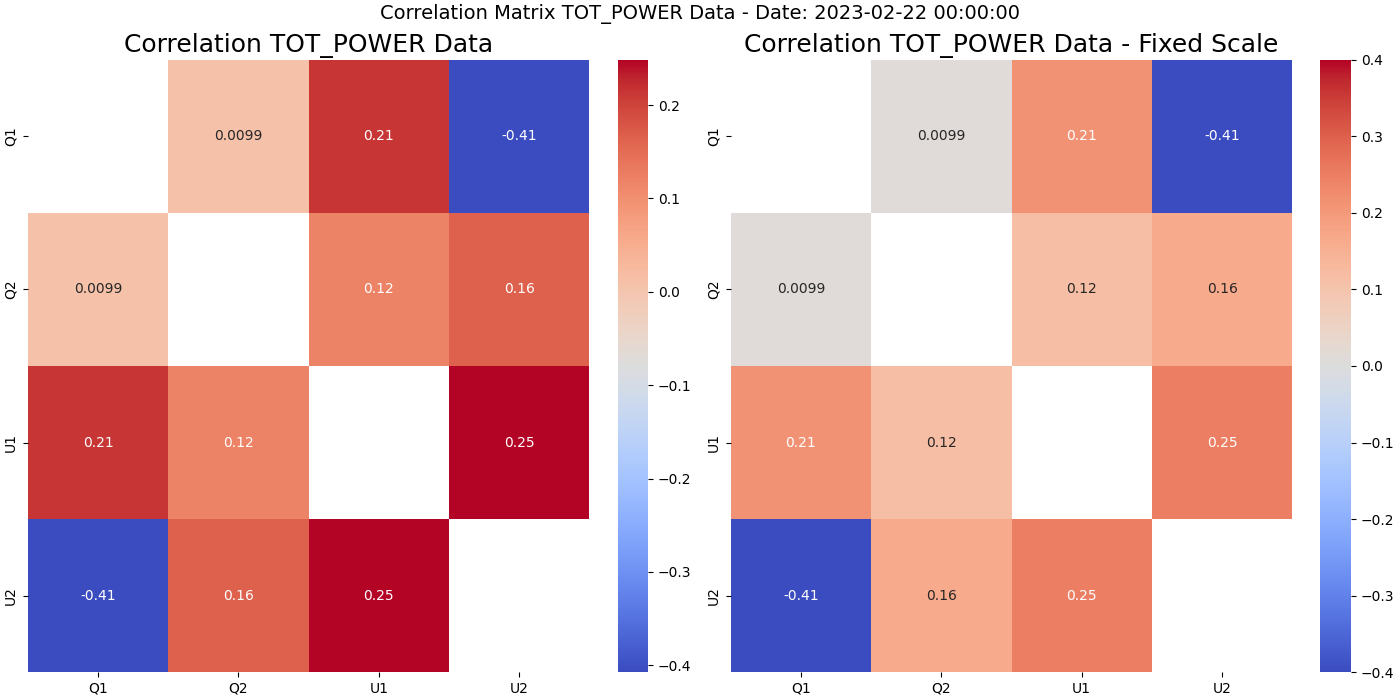 Correlation Matrix TOT_POWER Data - Date: 2023-02-22 00:00:00
Correlation TOT_POWER Data
Q1
0.0099
0.21
-0.41
Q2
0.0099
0.12
0.16
U1
0.21
0.12
0.25
U2
-0.41
0.16
0.25
Q1
Q2
U1
U2
0.2
0.1
0.0
−0.1
−0.2
−0.3
−0.4
Correlation TOT_POWER Data - Fixed Scale
Q1
0.0099
0.21
-0.41
Q2
0.0099
0.12
0.16
U1
0.21
0.12
0.25
U2
-0.41
0.16
0.25
Q1
Q2
U1
U2
0.4
0.3
0.2
0.1
0.0
−0.1
−0.2
−0.3
−0.4